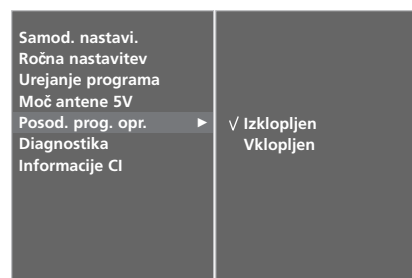 Samod. nastavi.
Ročna nastavitev
Urejanje programa
Moč antene 5V
Posod. prog. opr. ►
Diagnostika
Informacije CI
√ Izklopljen
Vklopljen